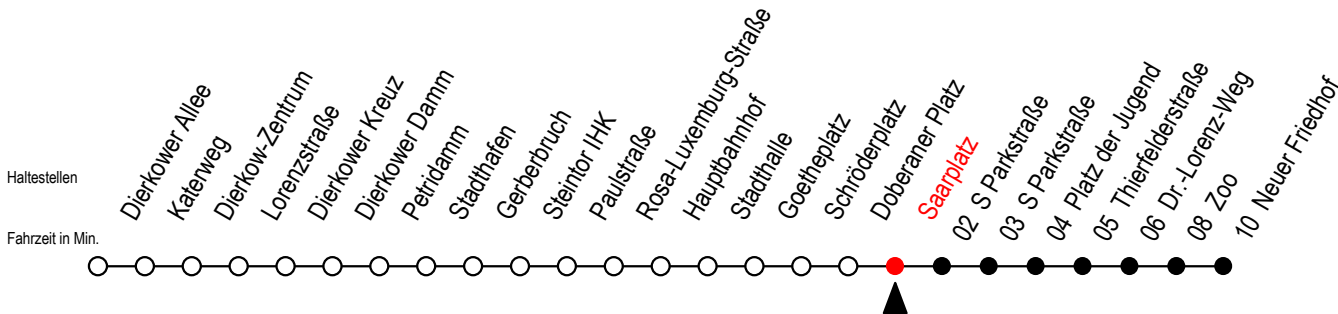 Haltestellen
Fahrzeit in Min.
Dierkower Allee
Katerweg
Dierkow-Zentrum
Lorenzstraße
Dierkower Kreuz
Dierkower Damm
Petridamm
Stadthafen
Gerberbruch
Steintor IHK
Paulstraße
Rosa-Luxemburg-Straße
Hauptbahnhof
Stadthalle
Goetheplatz
Schröderplatz
Doberaner Platz
Saarplatz
02 S Parkstraße
03 S Parkstraße
04 Platz der Jugend
05 Thierfelderstraße
06 Dr.-Lorenz-Weg
08 Zoo
10 Neuer Friedhof